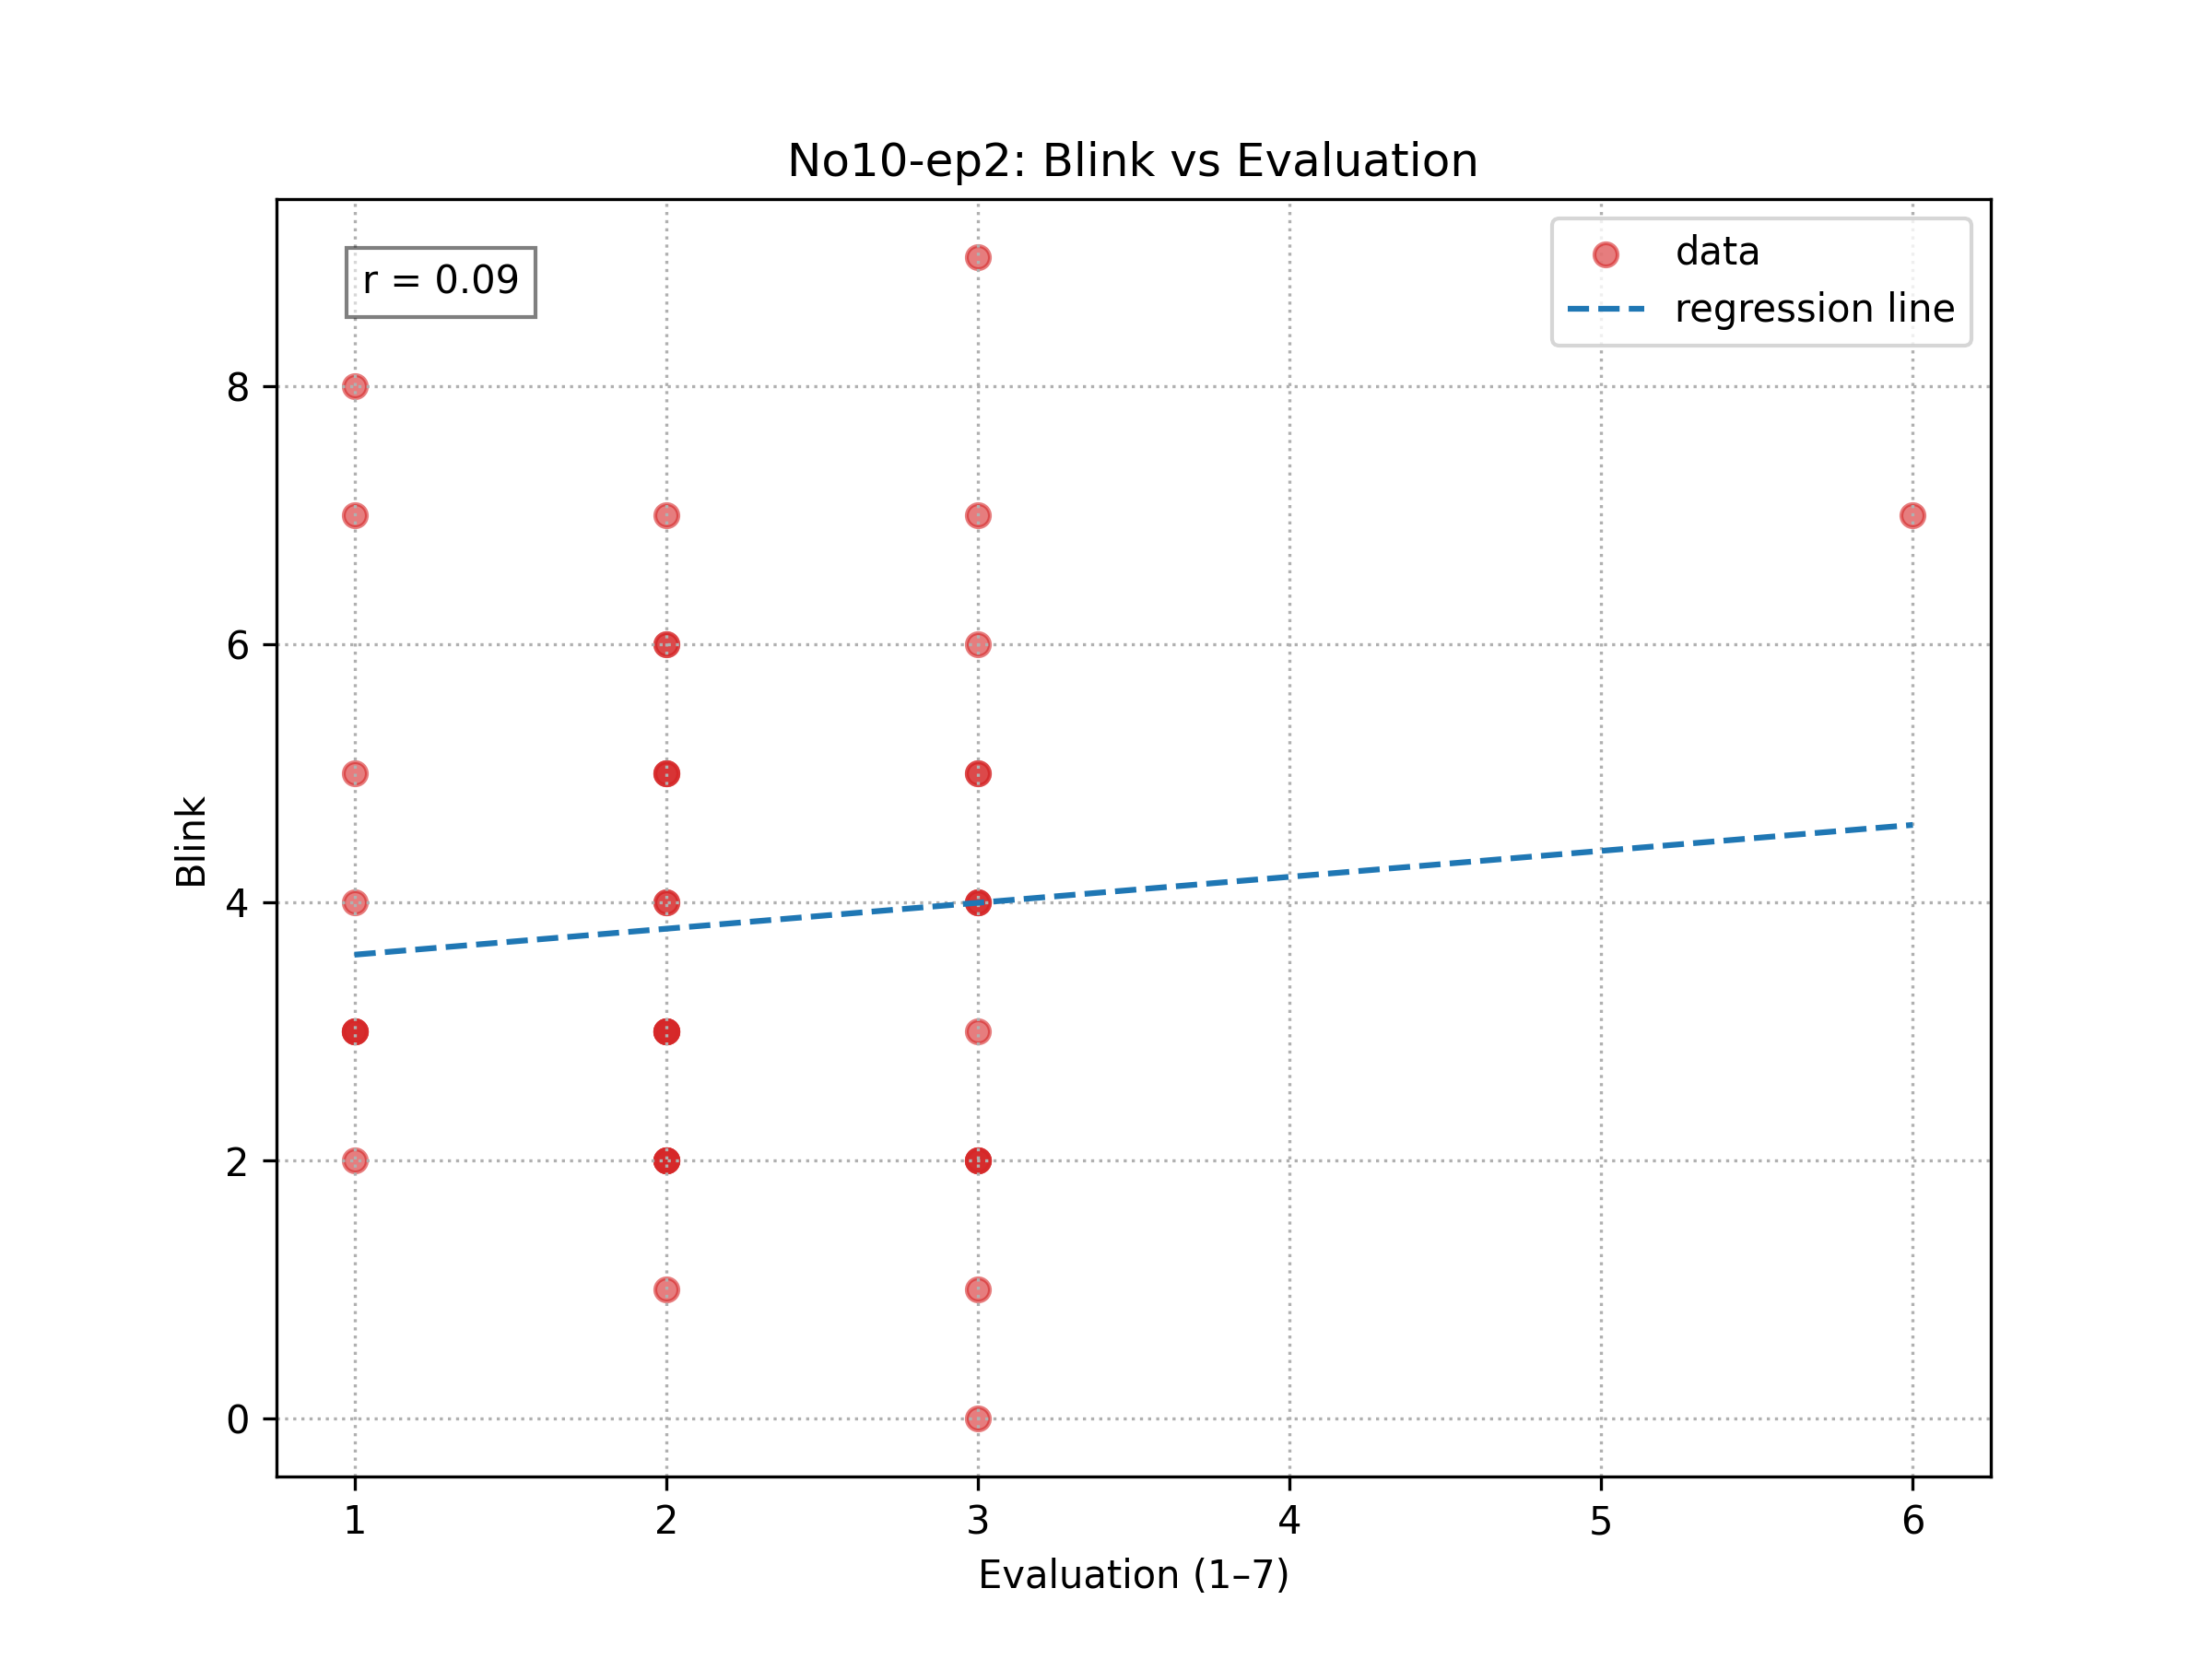 No10-ep2: Blink vs Evaluation
r = 0.09
data
regression line
8
6
4
2
0
Blink
1 2 3 4 5 6
Evaluation (1–7)